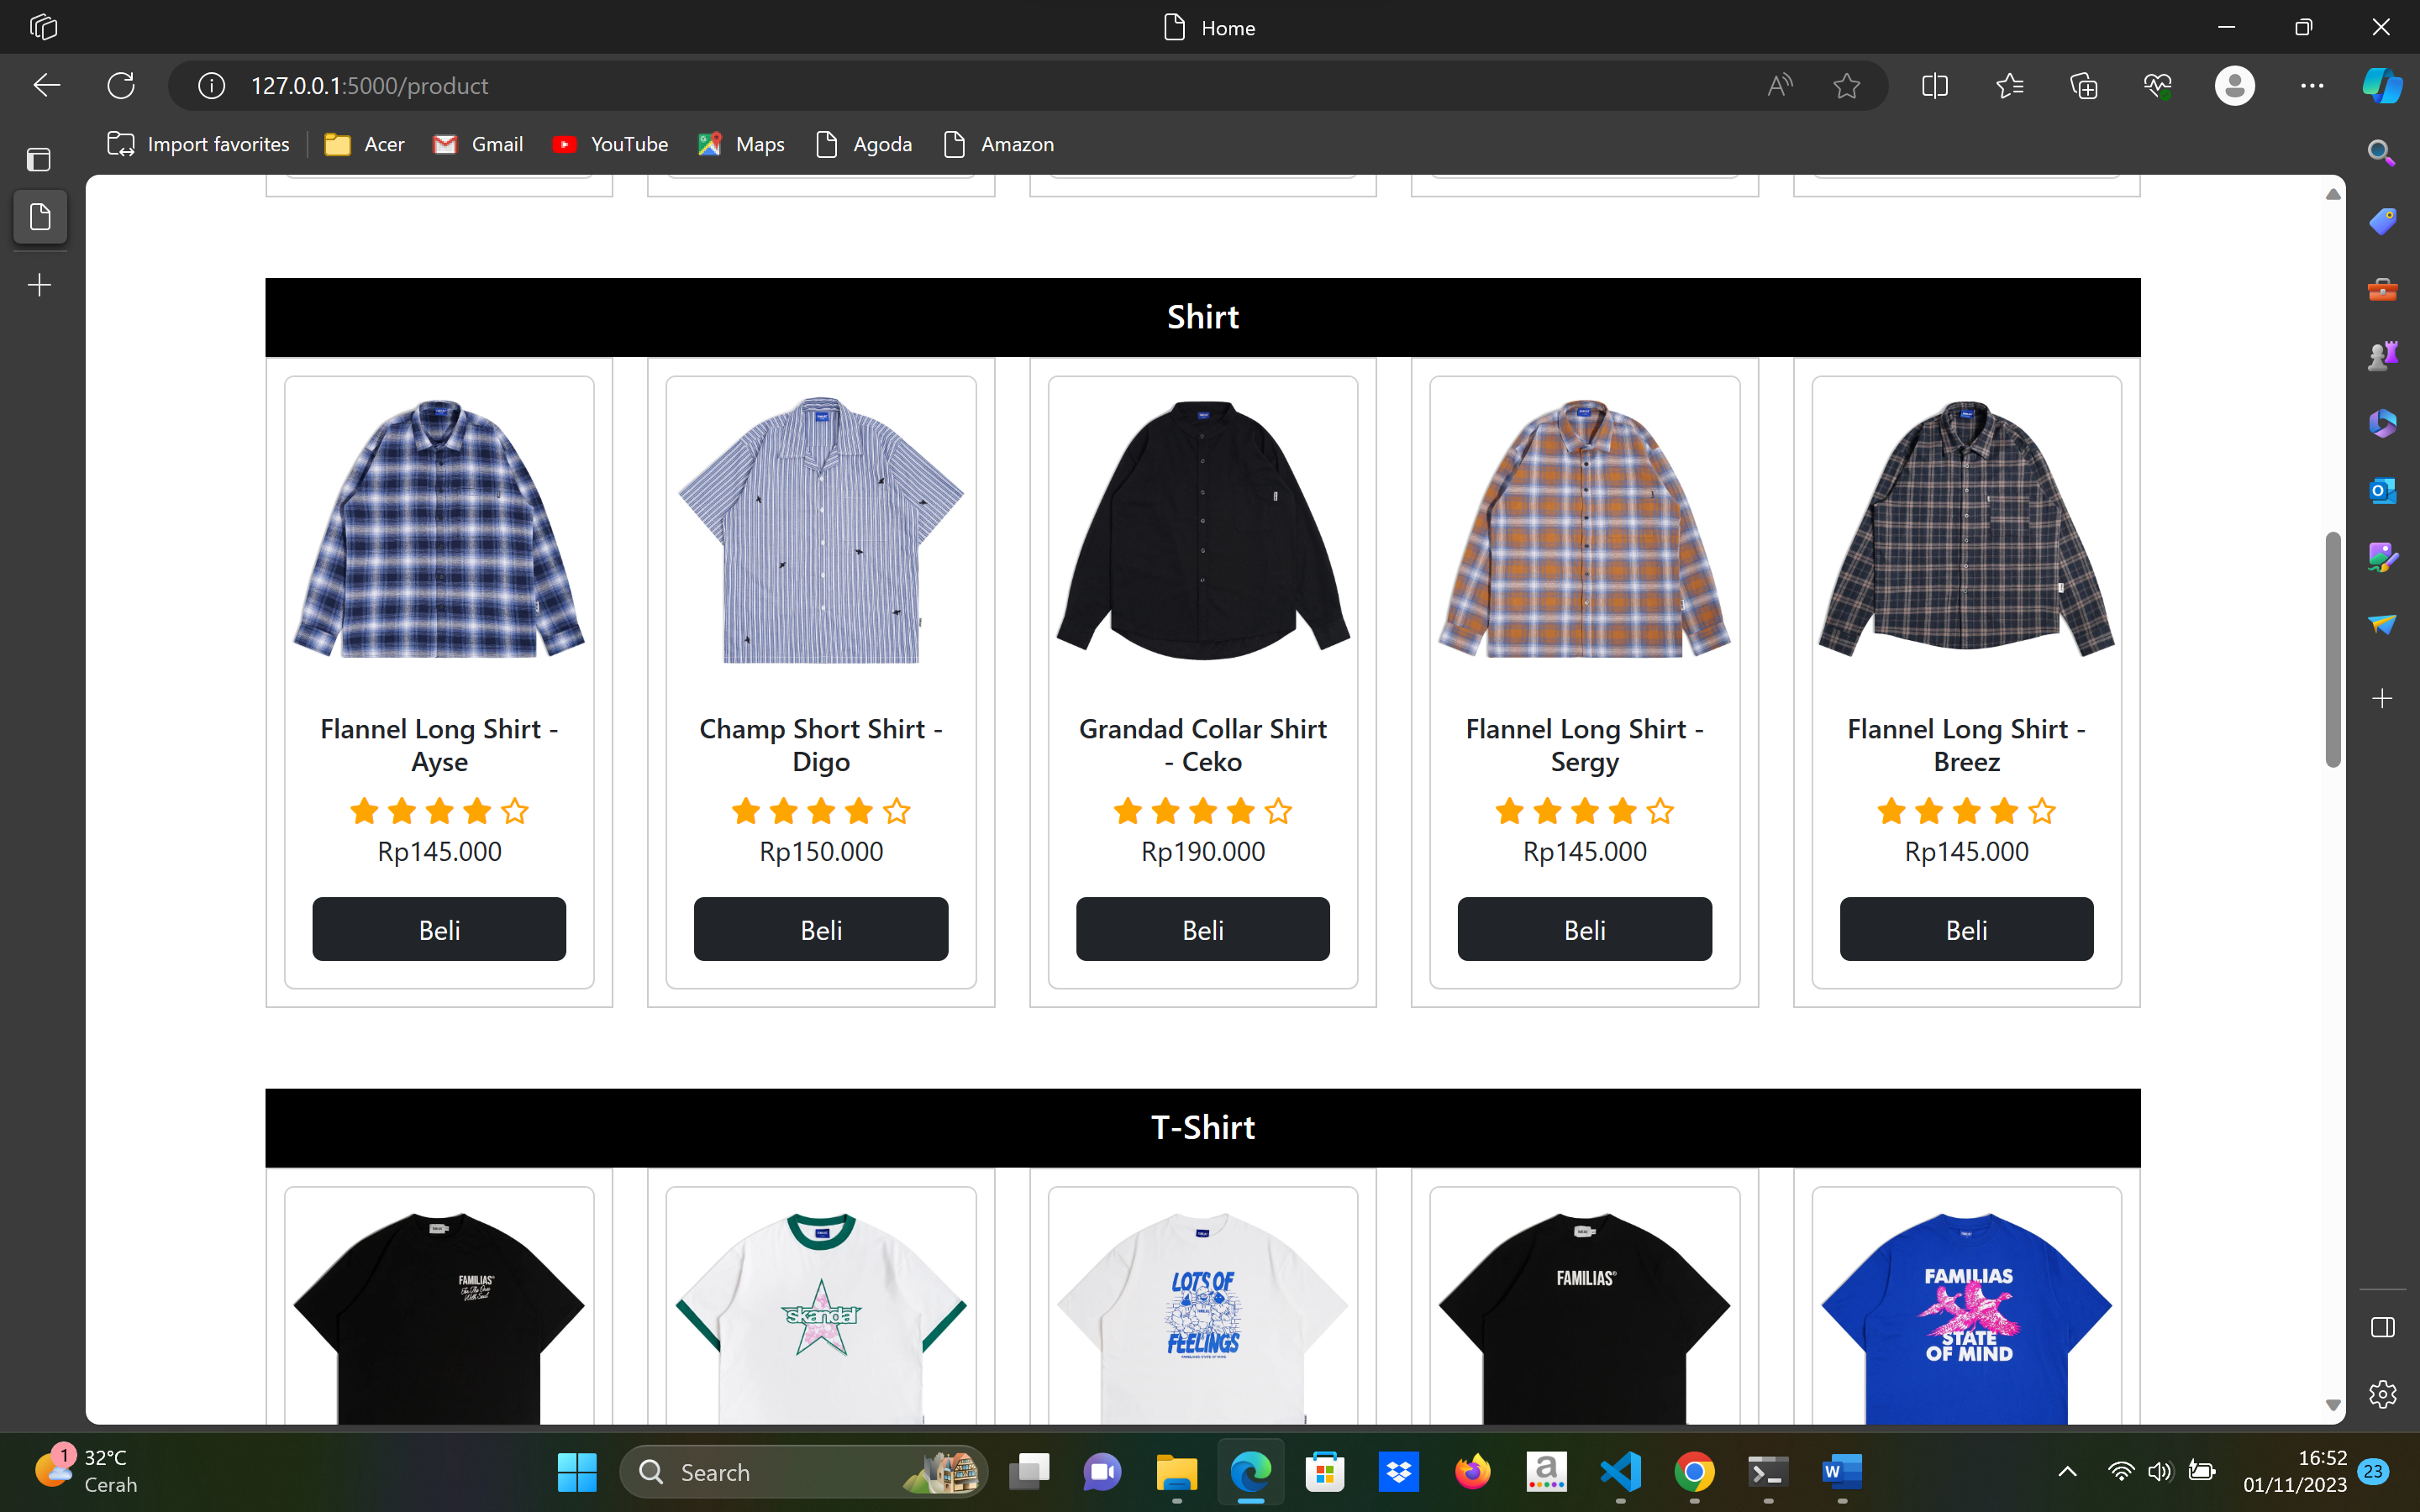 Home
127.0.0.1:5000/product
Import favorites
Acer
Gmail
YouTube
Maps
Agoda
Amazon
Shirt
Flannel Long Shirt -
Ayse
Rp145.000
Beli
Champ Short Shirt -
Digo
Rp150.000
Beli
Grandad Collar Shirt
- Ceko
Rp190.000
Beli
Flannel Long Shirt -
Sergy
Rp145.000
Beli
Flannel Long Shirt -
Breez
Rp145.000
Beli
T-Shirt
FAMILIAS®
skandal
LOTS OF
FEELINGS
FAMILIAS®
FAMILIAS
STATE
OF MIND
1
32°C
Cerah
Search
16:52
01/11/2023
23